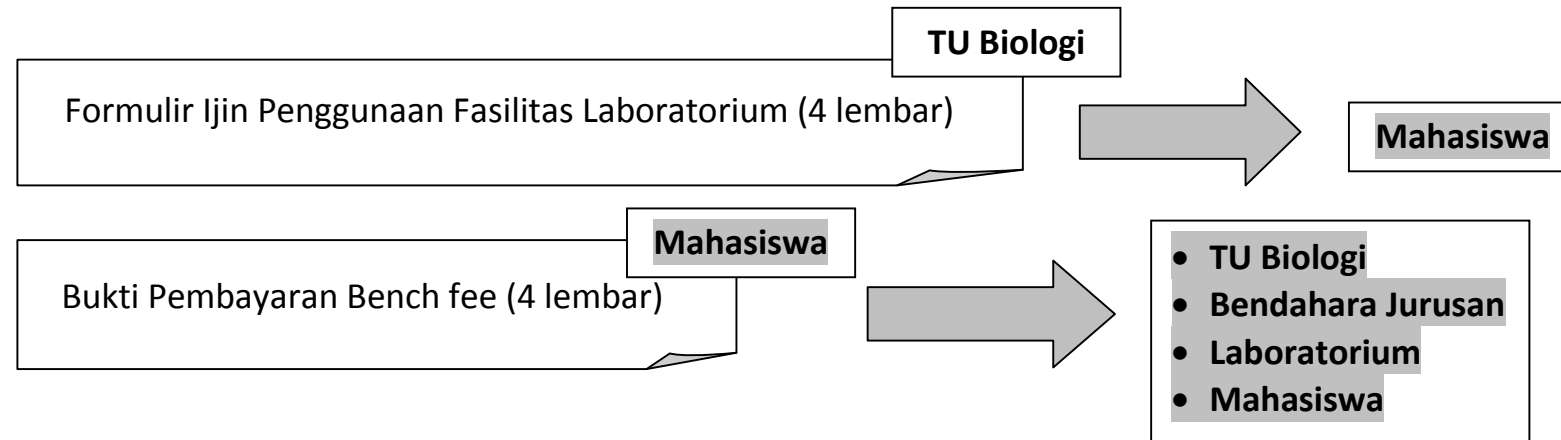 TU Biologi
Formulir Ijin Penggunaan Fasilitas Laboratorium (4 lembar)
Mahasiswa
Mahasiswa
Bukti Pembayaran Bench fee (4 lembar)
• TU Biologi
• Bendahara Jurusan
• Laboratorium
• Mahasiswa